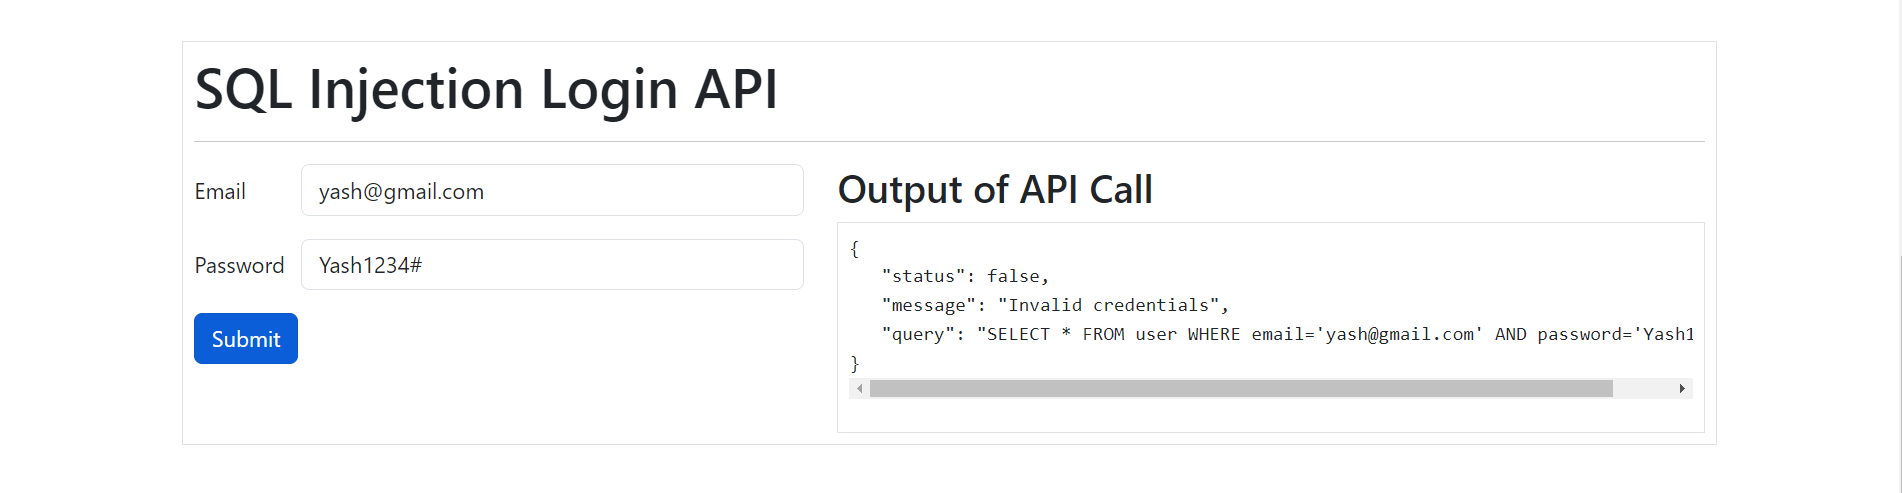 SQL Injection Login API
Email
yash@gmail.com
Password
Yash1234#
Submit
Output of API Call
{
"status": false,
"message": "Invalid credentials",
"query": "SELECT * FROM user WHERE email='yash@gmail.com' AND password='Yash1
}